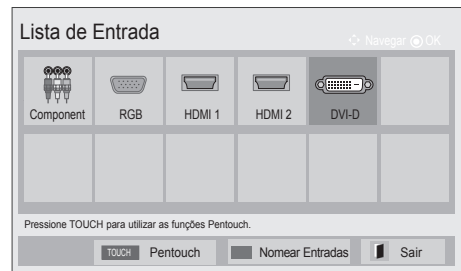 Lista de Entrada
Navegar OK
Component RGB HDMI 1 HDMI 2 DVI-D
Pressione TOUCH para utilizar as funções Pentouch.
TOUCH Pentouch Nomear Entradas Sair